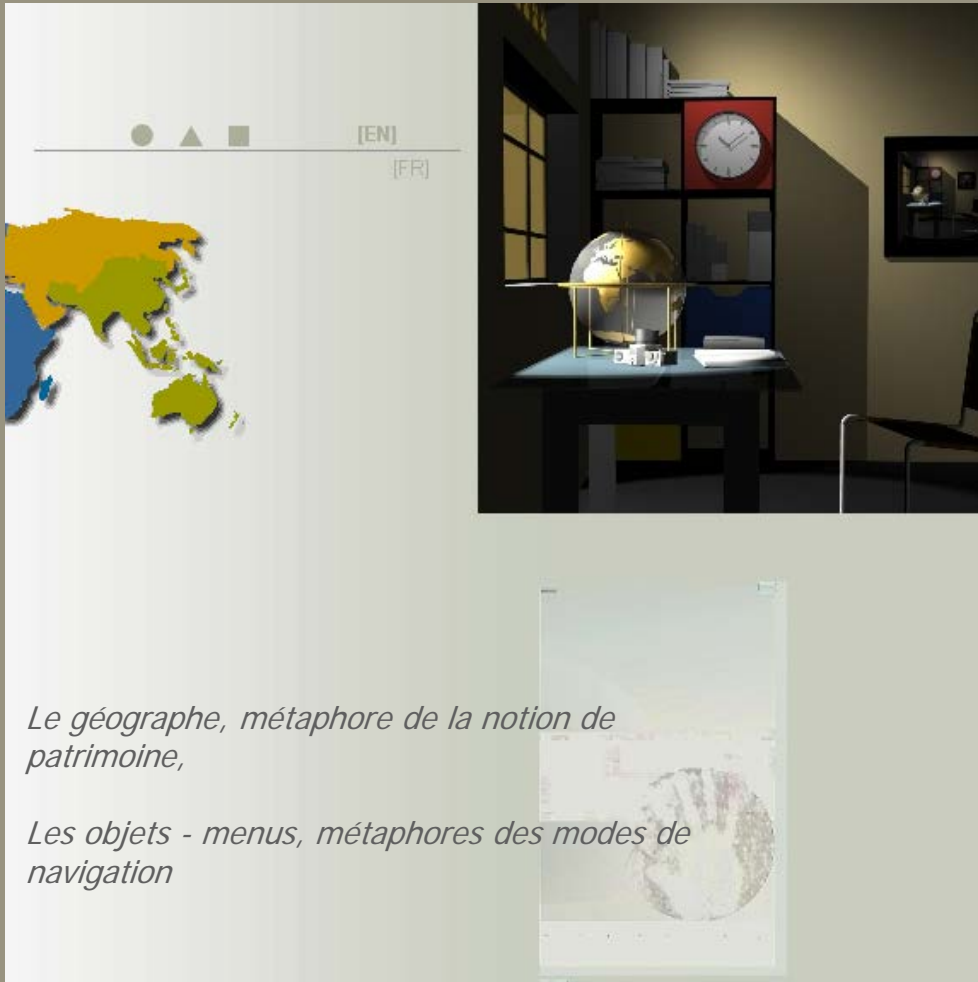 [EN]
[FR]
Le géographe, métaphore de la notion de
patrimoine,
Les objets - menus, métaphores des modes de
navigation